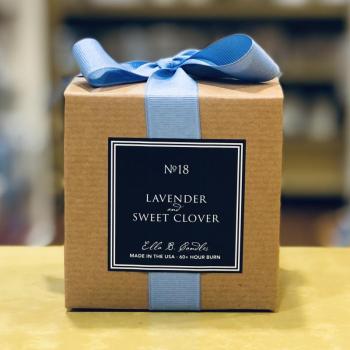 №18
LAVENDER
and
SWEET CLOVER
Ella B. Candles
MADE IN THE USA · 60+ HOUR BURN